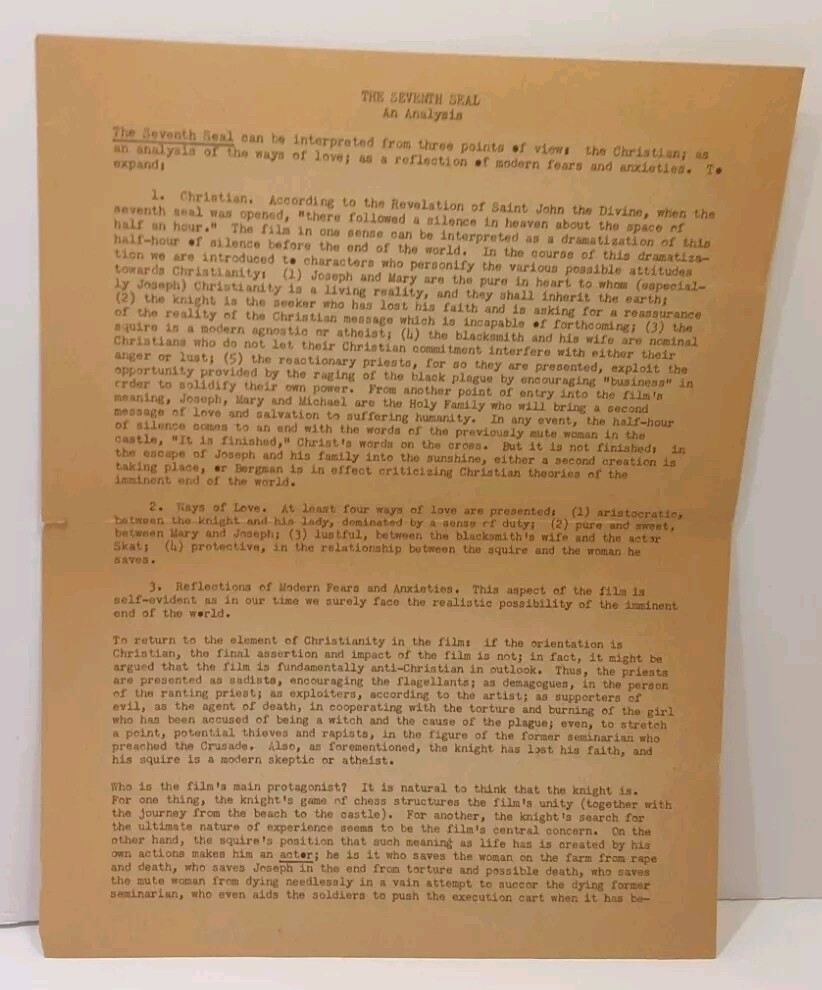 THE SEVENTH SEAL
An Analysis
The Seventh Seal can be interpreted from three points of view: the Christian; as
an analysis of the ways of love; as a reflection of modern fears and anxieties. To
expand:
1. Christian. According to the Revelation of Saint John the Divine, when the
seventh seal was opened, "there followed a silence in heaven about the space of
half an hour." The film in one sense can be interpreted as a dramatization of this
half-hour of silence before the end of the world. In the course of this dramatiza-
tion we are introduced to characters who personify the various possible attitudes
towards Christianity: (1) Joseph and Mary are the pure in heart to whom (especial-
ly Joseph) Christianity is a living reality, and they shall inherit the earth;
(2) the knight is the seeker who has lost his faith and is asking for a reassurance
of the reality of the Christian message which is incapable of forthcoming; (3) the
squire is a modern agnostic or atheist; (4) the blacksmith and his wife are nominal
Christians who do not let their Christian commitment interfere with either their
anger or lust; (5) the reactionary priests, for so they are presented, exploit the
opportunity provided by the raging of the black plague by encouraging "business" in
order to solidify their own power. From another point of entry into the film's
meaning, Joseph, Mary and Michael are the Holy Family who will bring a second
message of love and salvation to suffering humanity. In any event, the half-hour
of silence comes to an end with the words of the previously mute woman in the
castle, "It is finished," Christ's words on the cross. But it is not finished: in
the escape of Joseph and his family into the sunshine, either a second creation is
taking place, or Bergman is in effect criticizing Christian theories of the
imminent end of the world.
2. Ways of Love. At least four ways of love are presented: (1) aristocratic,
between the knight and his lady, dominated by a sense of duty; (2) pure and sweet,
between Mary and Joseph; (3) lustful, between the blacksmith's wife and the actor
Skat; (4) protective, in the relationship between the squire and the woman he
saves.
3. Reflections of Modern Fears and Anxieties. This aspect of the film is
self-evident as in our time we surely face the realistic possibility of the imminent
end of the world.
To return to the element of Christianity in the film: if the orientation is
Christian, the final assertion and impact of the film is not; in fact, it might be
argued that the film is fundamentally anti-Christian in outlook. Thus, the priests
are presented as sadists, encouraging the flagellants; as demagogues, in the person
of the ranting priest; as exploiters, according to the artist; as supporters of
evil, as the agent of death, in cooperating with the torture and burning of the girl
who has been accused of being a witch and the cause of the plague; even, to stretch
a point, potential thieves and rapists, in the figure of the former seminarian who
preached the Crusade. Also, as forementioned, the knight has lost his faith, and
his squire is a modern skeptic or atheist.
Who is the film's main protagonist? It is natural to think that the knight is.
For one thing, the knight's game of chess structures the film's unity (together with
the journey from the beach to the castle). For another, the knight's search for
the ultimate nature of experience seems to be the film's central concern. On the
other hand, the squire's position that such meaning as life has is created by his
own actions makes him an actor; he is it who saves the woman on the farm from rape
and death, who saves Joseph in the end from torture and possible death, who saves
the mute woman from dying needlessly in a vain attempt to succor the dying former
seminarian, who even aids the soldiers to push the execution cart when it has be-